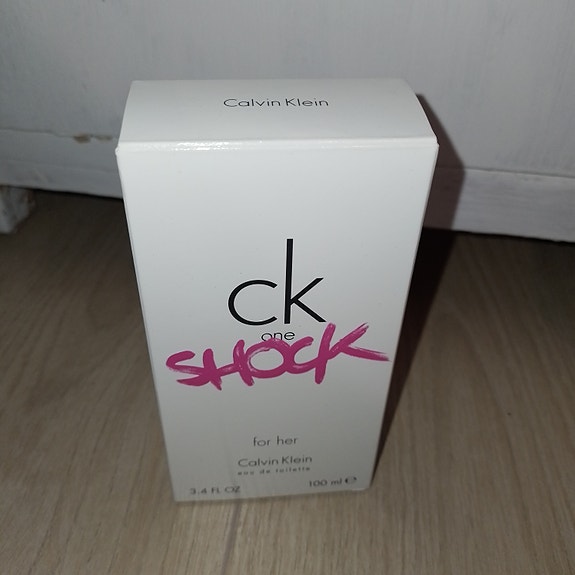 Calvin Klein
ck
one
SHOCK
for her
Calvin Klein
eau de toilette
3.4 FL OZ 100 ml ℮